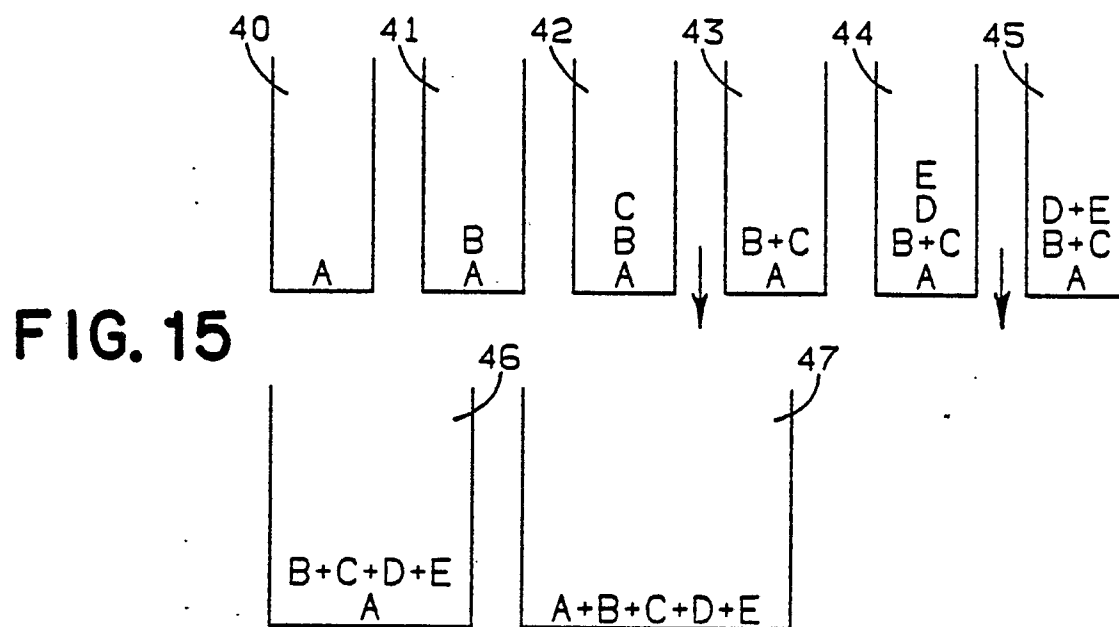 40 41 42 43 44 45
A
B
A
C
B
A
B+C
A
E
D
B+C
A
D+E
B+C
A
FIG. 15
46 47
B+C+D+E
A
A+B+C+D+E